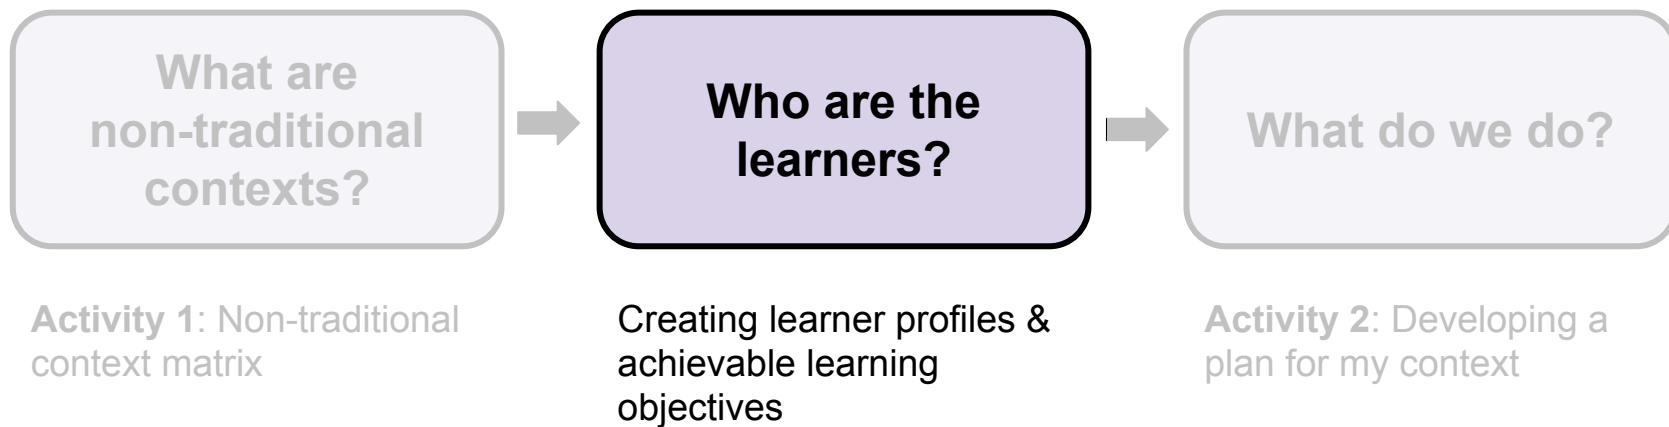 What are
non-traditional
contexts?
Who are the
learners?
What do we do?
Activity 1: Non-traditional
context matrix
Creating learner profiles &
achievable learning
objectives
Activity 2: Developing a
plan for my context